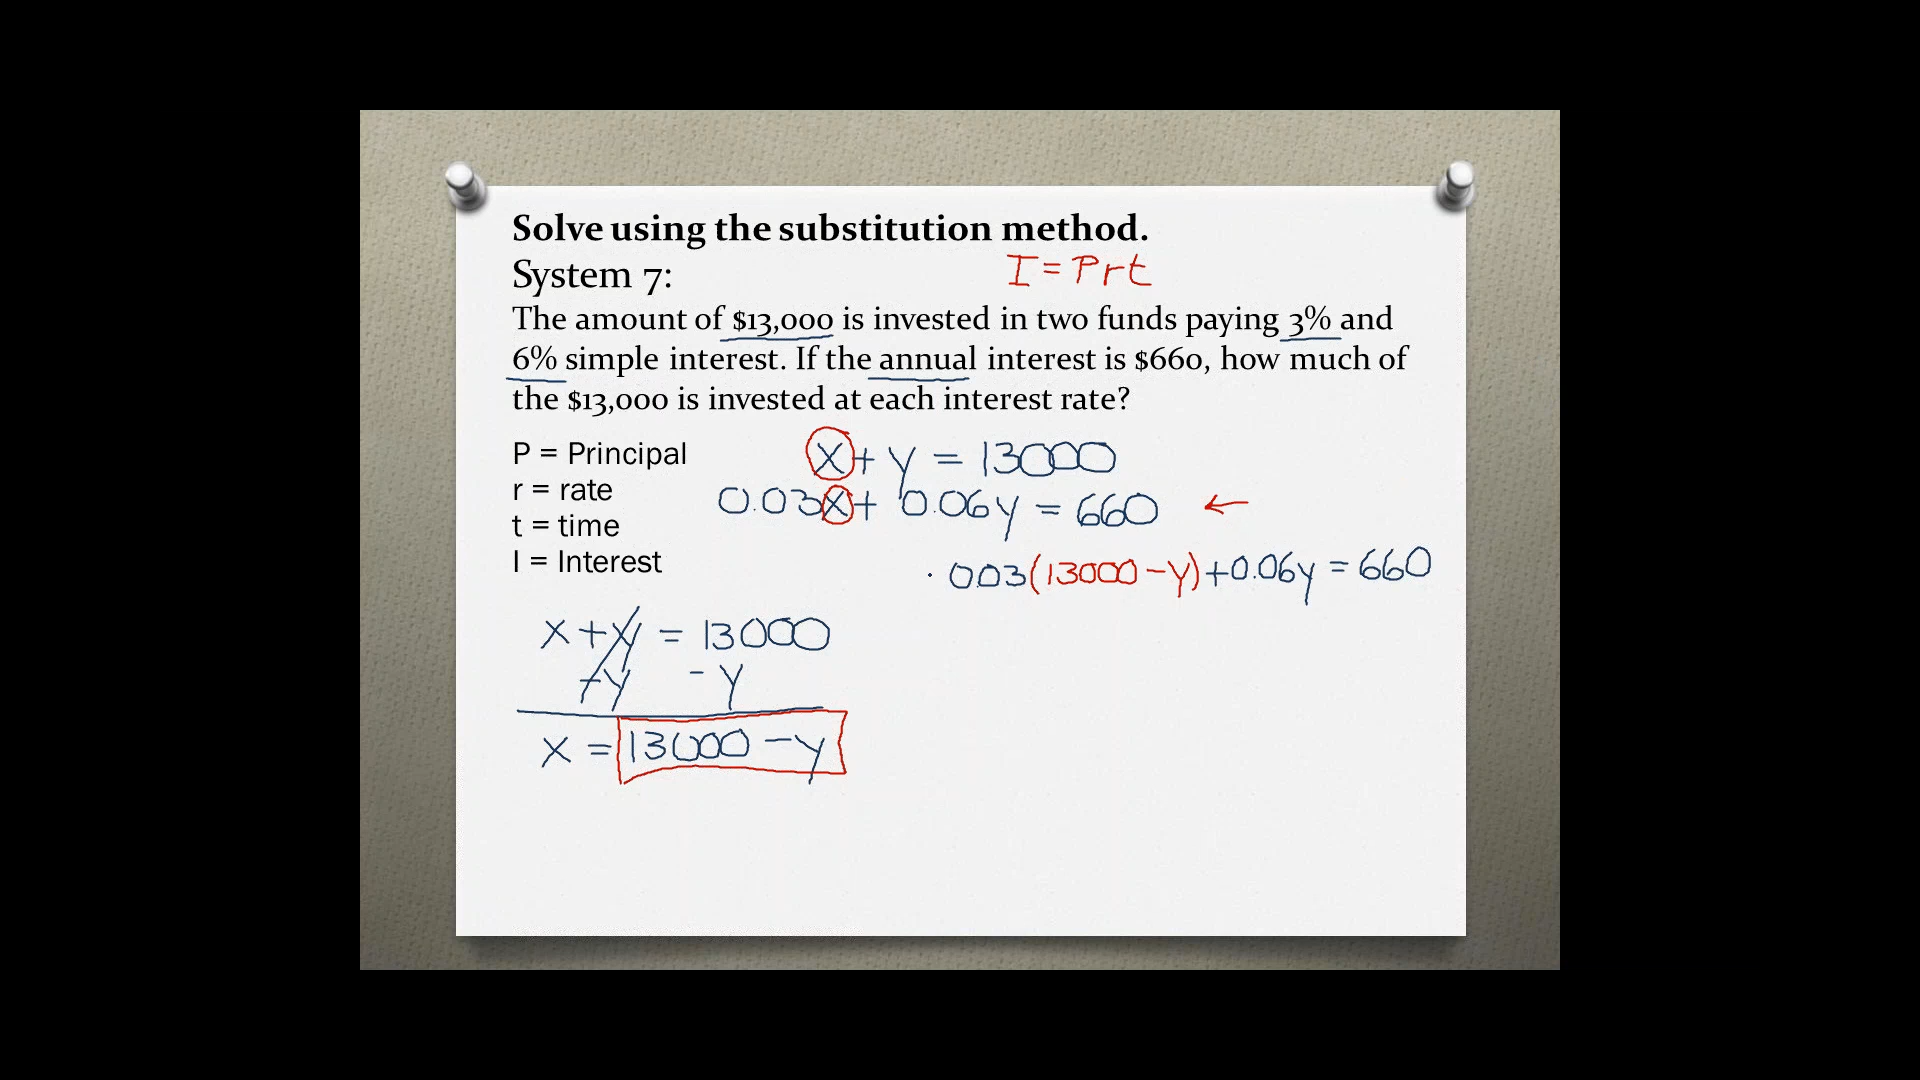 Solve using the substitution method.
System 7:
I = Prt
The amount of $13,000 is invested in two funds paying 3% and
6% simple interest. If the annual interest is $660, how much of
the $13,000 is invested at each interest rate?
P = Principal
r = rate
t = time
I = Interest
x + y = 13000
0.03x + 0.06y = 660 ←
0.03(13000 - y) + 0.06y = 660
x + y = 13000
-y - y
x = 13000 - y